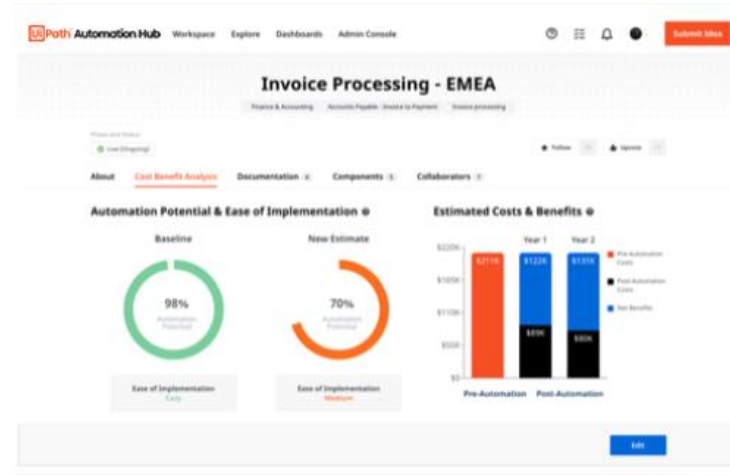 UiPath Automation Hub Workspace Explore Dashboards Admin Console Submit Idea
Invoice Processing - EMEA
Finance & Accounting Accounts Payable - Invoice to Payment Invoice processing
Phase and Status
Live (Ongoing)
Follow Upvote
About Cost Benefit Analysis Documentation Components Collaborators
Automation Potential & Ease of Implementation
Estimated Costs & Benefits
Baseline
New Estimate
98%
Automation
Potential
70%
Automation
Potential
Ease of Implementation
Easy
Ease of Implementation
Medium
Year 1 Year 2
$220K
$165K
$110K
$55K
$0
$211K
$122K
$131K
$89K
$80K
Pre-Automation
Costs
Post-Automation
Costs
Net Benefits
Pre-Automation Post-Automation
Edit